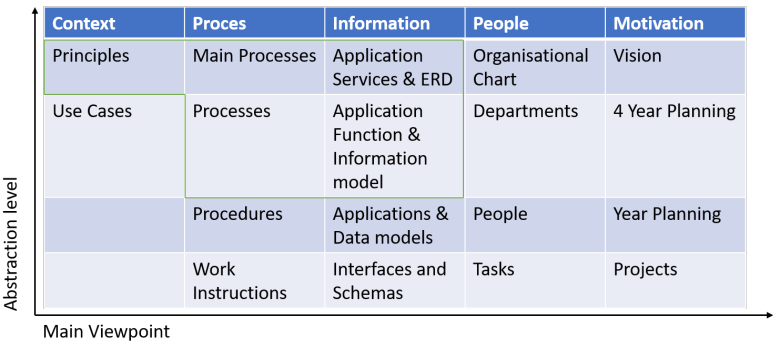 Context Proces Information People Motivation
Principles Main Processes Application Organisational Vision
Services & ERD Chart
Use Cases Processes Application Departments 4 Year Planning
Function &
Information
model
Procedures Applications & People Year Planning
Data models
Work Interfaces and Tasks Projects
Instructions Schemas
Abstraction level
Main Viewpoint